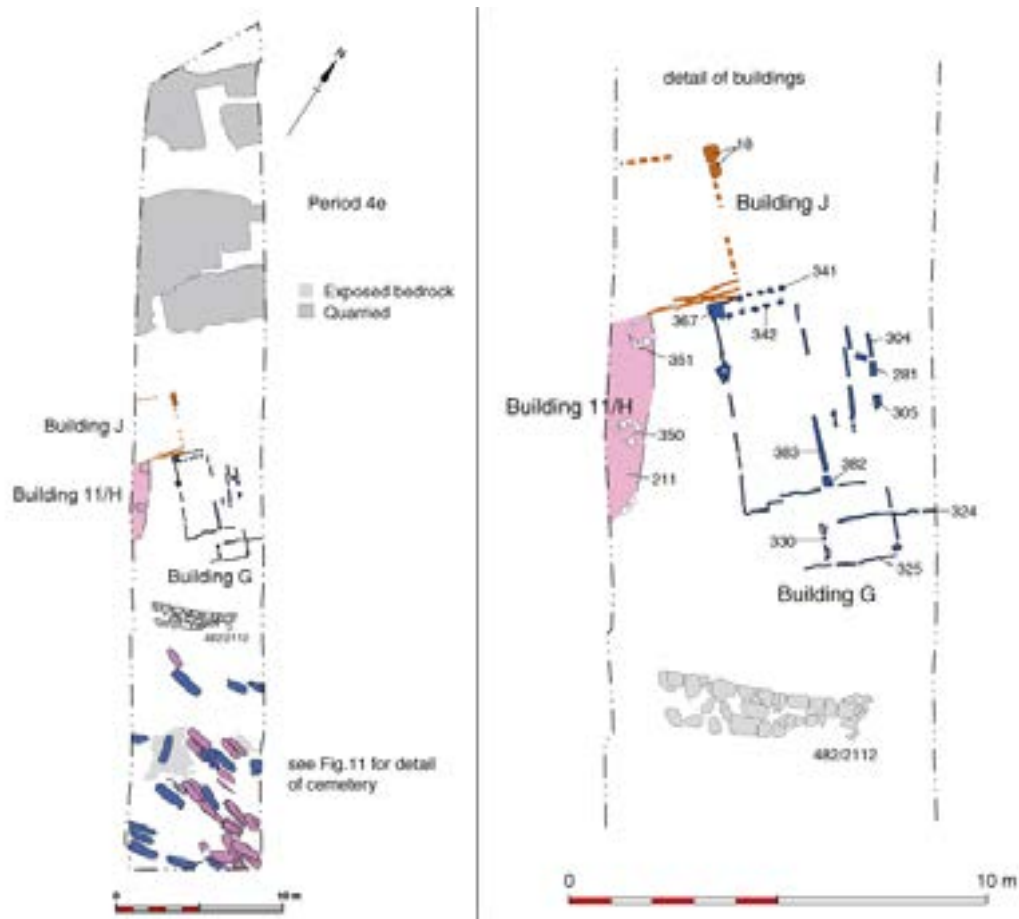 N
Period 4e
Exposed bedrock
Quarried
Building J
Building 11/H
Building G
482/2112
see Fig.11 for detail
of cemetery
0
10 m
detail of buildings
18
Building J
341
367
342
304
351
281
Building 11/H
305
350
383
211
382
324
330
325
Building G
482/2112
0
10 m